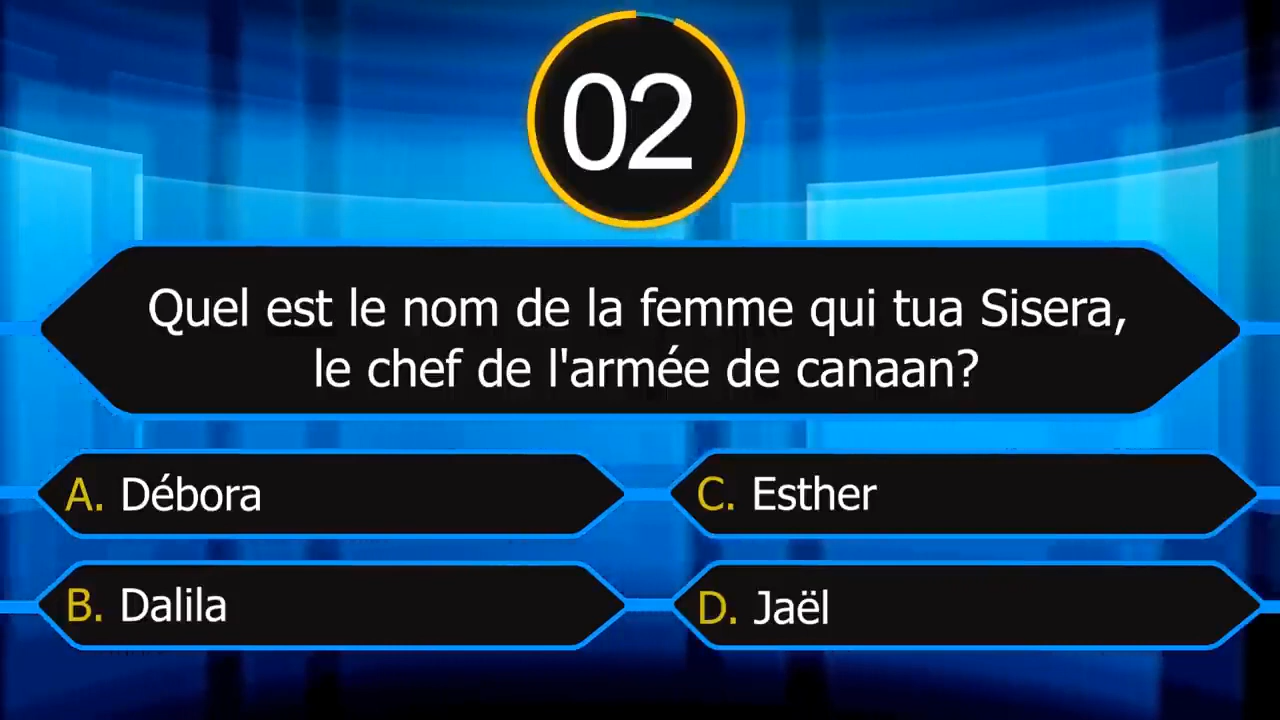 02
Quel est le nom de la femme qui tua Sisera,
le chef de l'armée de canaan?
A. Débora
C. Esther
B. Dalila
D. Jaël